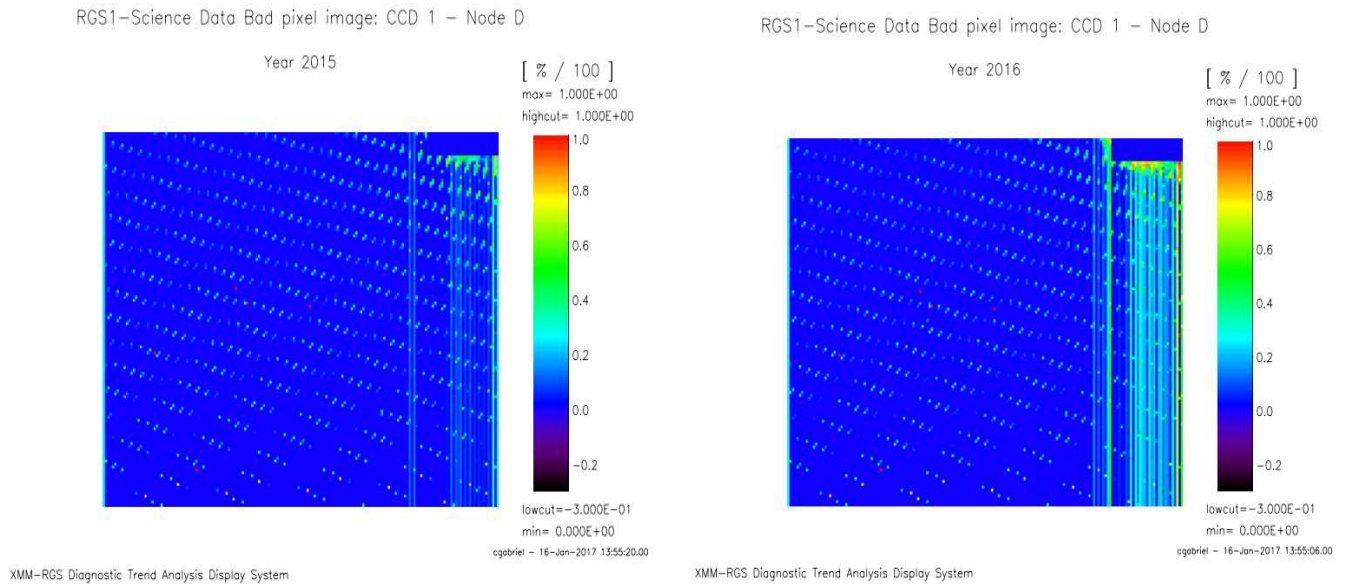 RGS1-Science Data Bad pixel image: CCD 1 - Node D
Year 2015
[ % / 100 ]
max= 1.000E+00
highcut= 1.000E+00
1.0
0.8
0.6
0.4
0.2
0.0
-0.2
lowcut=-3.000E-01
min= 0.000E+00
cgabriel - 16-Jan-2017 13:55:20.00
XMM-RGS Diagnostic Trend Analysis Display System
RGS1-Science Data Bad pixel image: CCD 1 - Node D
Year 2016
[ % / 100 ]
max= 1.000E+00
highcut= 1.000E+00
1.0
0.8
0.6
0.4
0.2
0.0
-0.2
lowcut=-3.000E-01
min= 0.000E+00
cgabriel - 16-Jan-2017 13:55:06.00
XMM-RGS Diagnostic Trend Analysis Display System